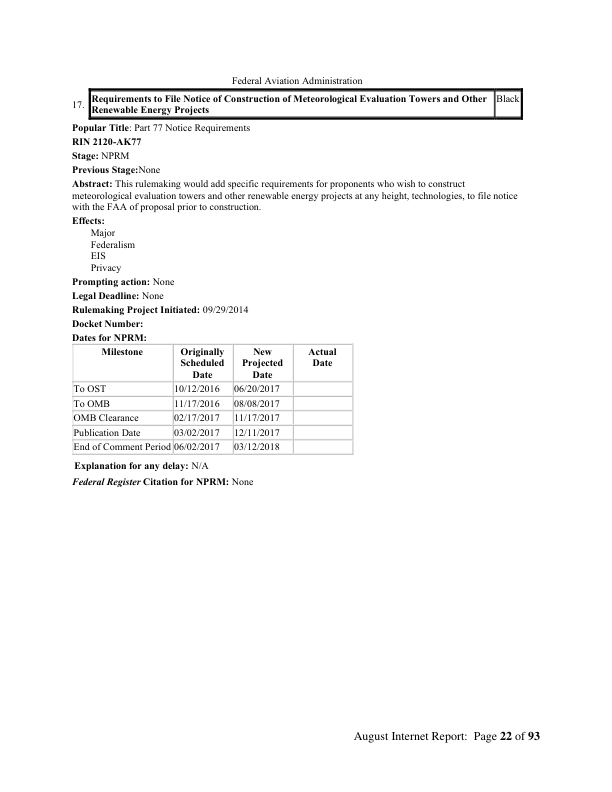 Federal Aviation Administration
17. Requirements to File Notice of Construction of Meteorological Evaluation Towers and Other Black
Renewable Energy Projects
Popular Title: Part 77 Notice Requirements
RIN 2120-AK77
Stage: NPRM
Previous Stage:None
Abstract: This rulemaking would add specific requirements for proponents who wish to construct
meteorological evaluation towers and other renewable energy projects at any height, technologies, to file notice
with the FAA of proposal prior to construction.
Effects:
Major
Federalism
EIS
Privacy
Prompting action: None
Legal Deadline: None
Rulemaking Project Initiated: 09/29/2014
Docket Number:
Dates for NPRM:
Milestone Originally New Actual
Scheduled Projected Date
Date Date
To OST 10/12/2016 06/20/2017
To OMB 11/17/2016 08/08/2017
OMB Clearance 02/17/2017 11/17/2017
Publication Date 03/02/2017 12/11/2017
End of Comment Period 06/02/2017 03/12/2018
Explanation for any delay: N/A
Federal Register Citation for NPRM: None
August Internet Report: Page 22 of 93